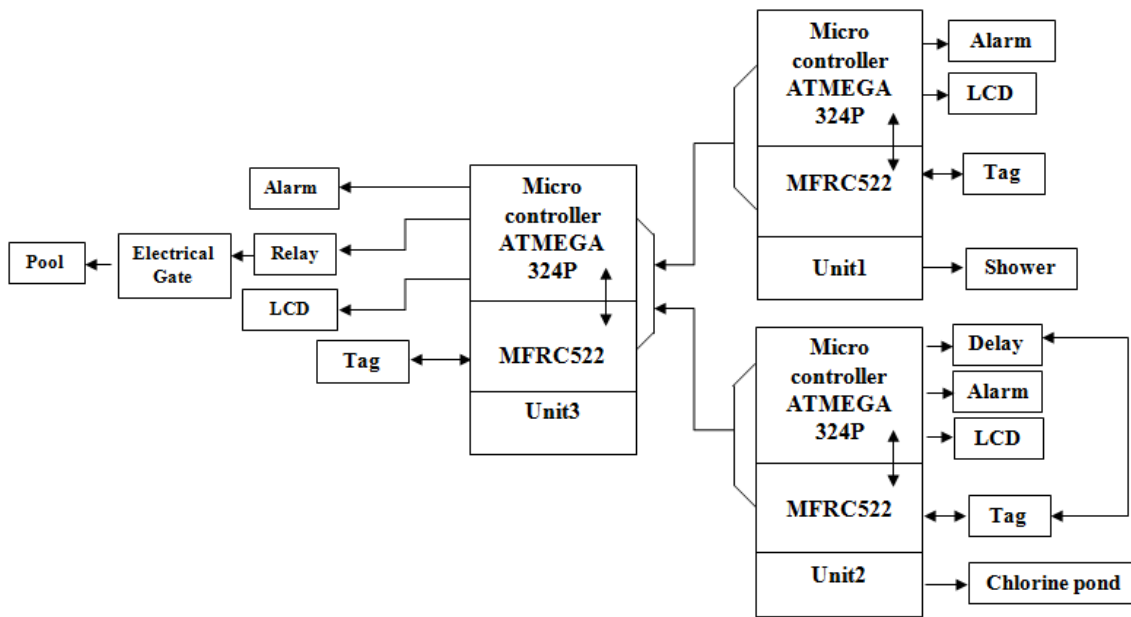 Micro
controller
ATMEGA
324P
MFRC522
Unit1
Alarm
LCD
Tag
Shower
Micro
controller
ATMEGA
324P
MFRC522
Unit3
Alarm
Relay
Electrical
Gate
Pool
LCD
Tag
Micro
controller
ATMEGA
324P
MFRC522
Unit2
Delay
Alarm
LCD
Tag
Chlorine pond